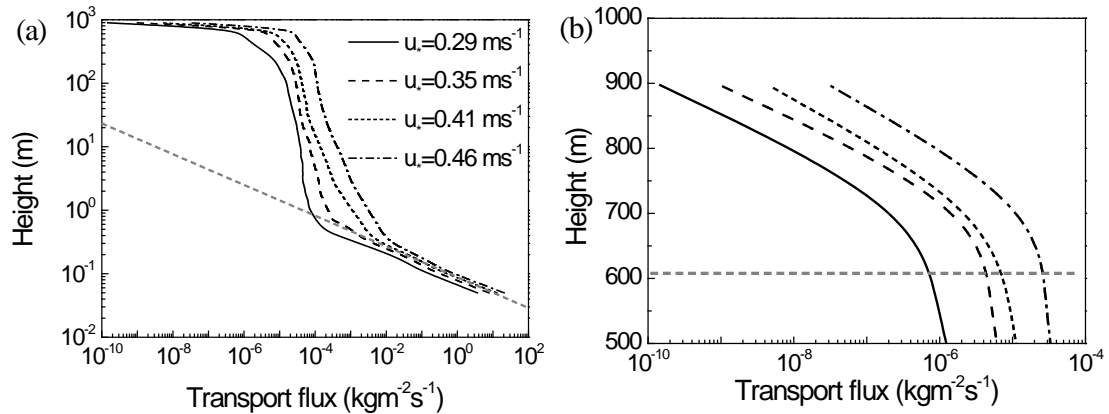 (a)
10³
10²
10¹
10⁰
10⁻¹
10⁻²
Height (m)
u*=0.29 ms⁻¹
u*=0.35 ms⁻¹
u*=0.41 ms⁻¹
u*=0.46 ms⁻¹
10⁻¹⁰ 10⁻⁸ 10⁻⁶ 10⁻⁴ 10⁻² 10⁰ 10²
Transport flux (kgm⁻²s⁻¹)
(b)
1000
900
800
700
600
500
Height (m)
10⁻¹⁰ 10⁻⁸ 10⁻⁶ 10⁻⁴
Transport flux (kgm⁻²s⁻¹)